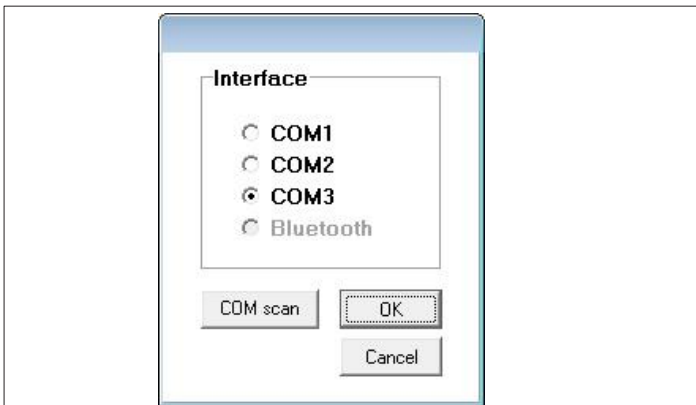 Interface
COM1
COM2
COM3
Bluetooth
COM scan
OK
Cancel